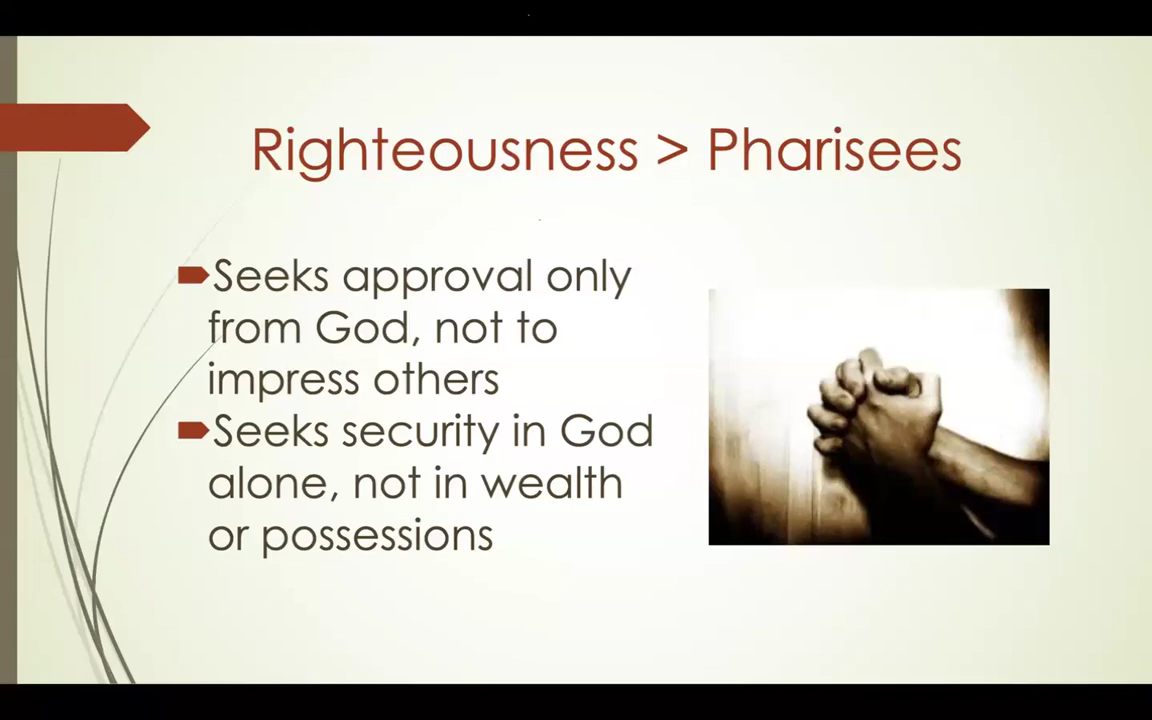 Righteousness > Pharisees
Seeks approval only
from God, not to
impress others
Seeks security in God
alone, not in wealth
or possessions